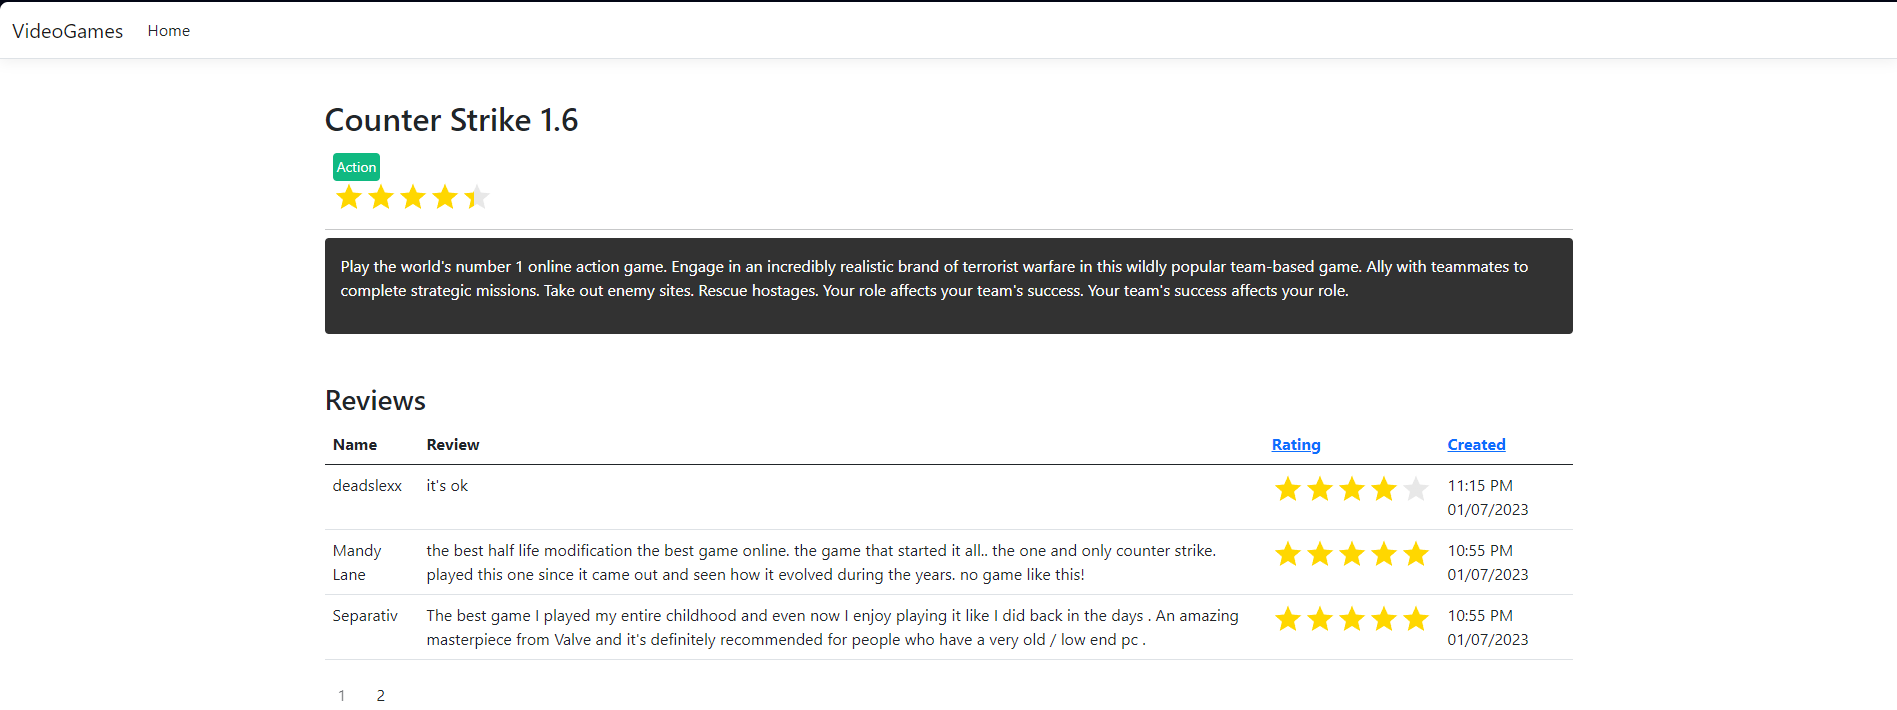 VideoGames Home
Counter Strike 1.6
Action
Play the world's number 1 online action game. Engage in an incredibly realistic brand of terrorist warfare in this wildly popular team-based game. Ally with teammates to
complete strategic missions. Take out enemy sites. Rescue hostages. Your role affects your team's success. Your team's success affects your role.
Reviews
Name Review Rating Created
deadslexx it's ok 11:15 PM
01/07/2023
Mandy the best half life modification the best game online. the game that started it all.. the one and only counter strike. 10:55 PM
Lane played this one since it came out and seen how it evolved during the years. no game like this! 01/07/2023
Separativ The best game I played my entire childhood and even now I enjoy playing it like I did back in the days . An amazing 10:55 PM
masterpiece from Valve and it's definitely recommended for people who have a very old / low end pc . 01/07/2023
1 2